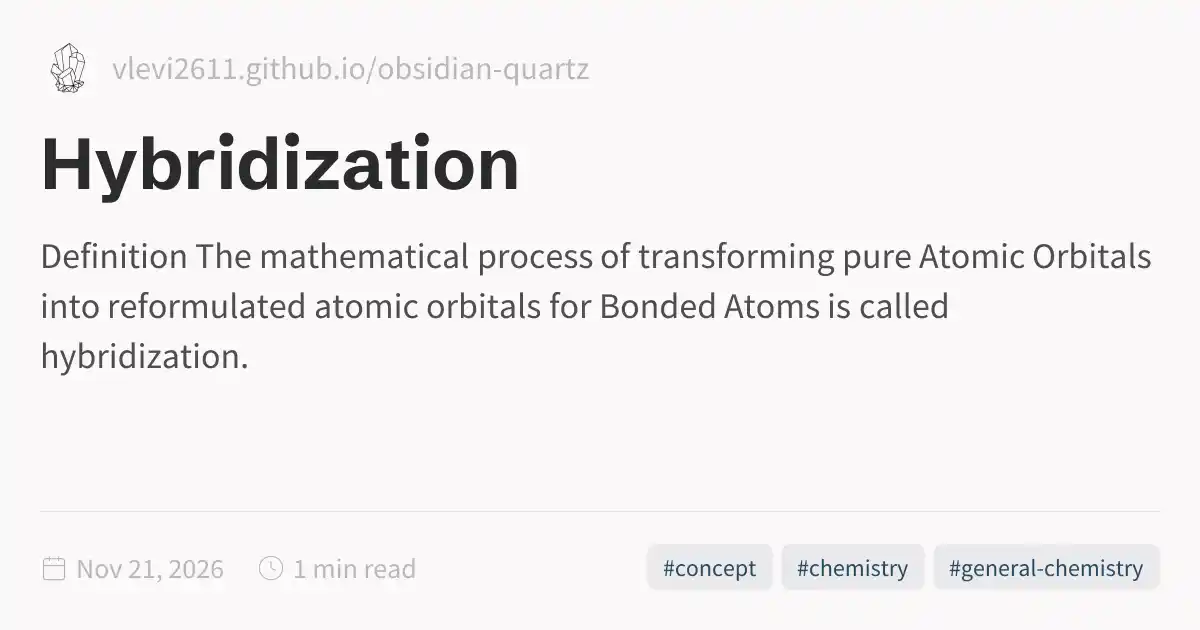 vlevi2611.github.io/obsidian-quartz
Hybridization
Definition The mathematical process of transforming pure Atomic Orbitals
into reformulated atomic orbitals for Bonded Atoms is called
hybridization.
Nov 21, 2026 1 min read #concept #chemistry #general-chemistry